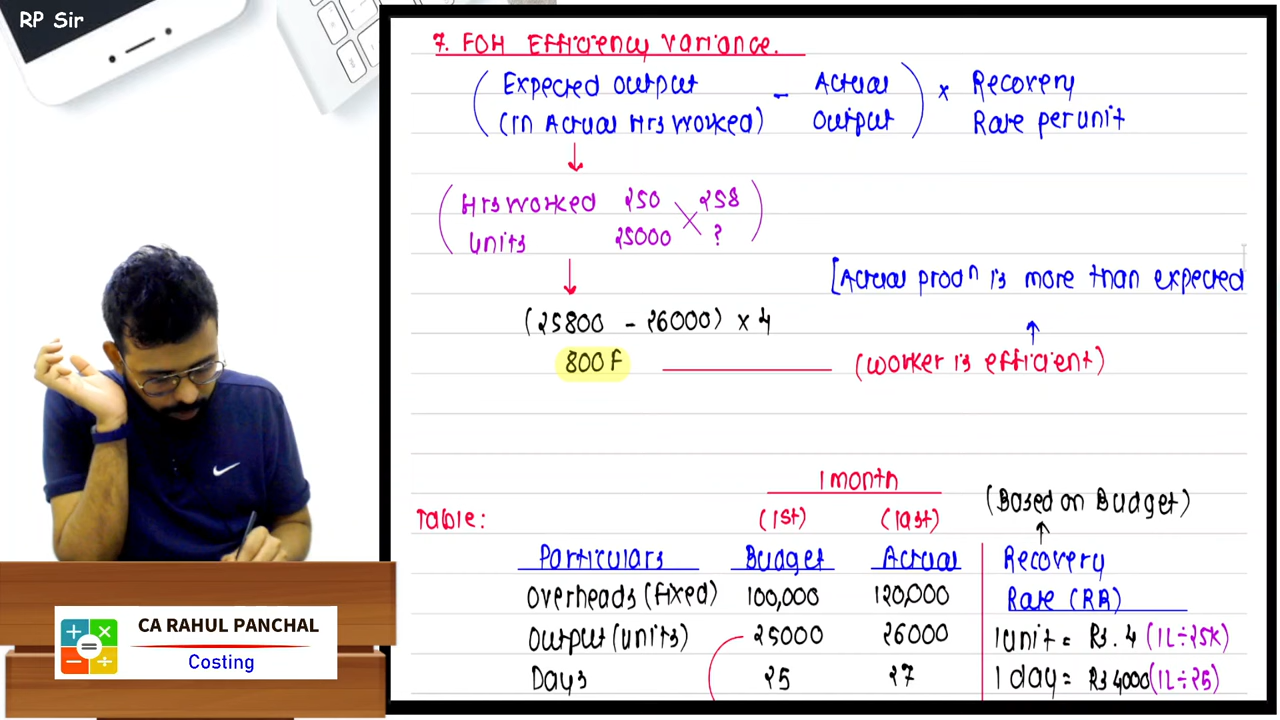 RP Sir
7. FOH Efficiency Variance.
(Expected output - Actual) × Recovery
(In Actual Hrs Worked) Output Rate per unit
(Hrs Worked 250 258
Units 25000 ?)
[Actual prodⁿ is more than expected
(25800 - 26000) × 4
800 F (Worker is efficient)
1 month
(Based on Budget)
Table: (1st) (last)
Particulars Budget Actual Recovery
Overheads (Fixed) 100,000 120,000 Rate (RR)
Output (units) 25000 26000 1 unit = Rs. 4 (1L÷25K)
Days 25 27 1 day = Rs 4000 (1L÷25)
CA RAHUL PANCHAL
Costing